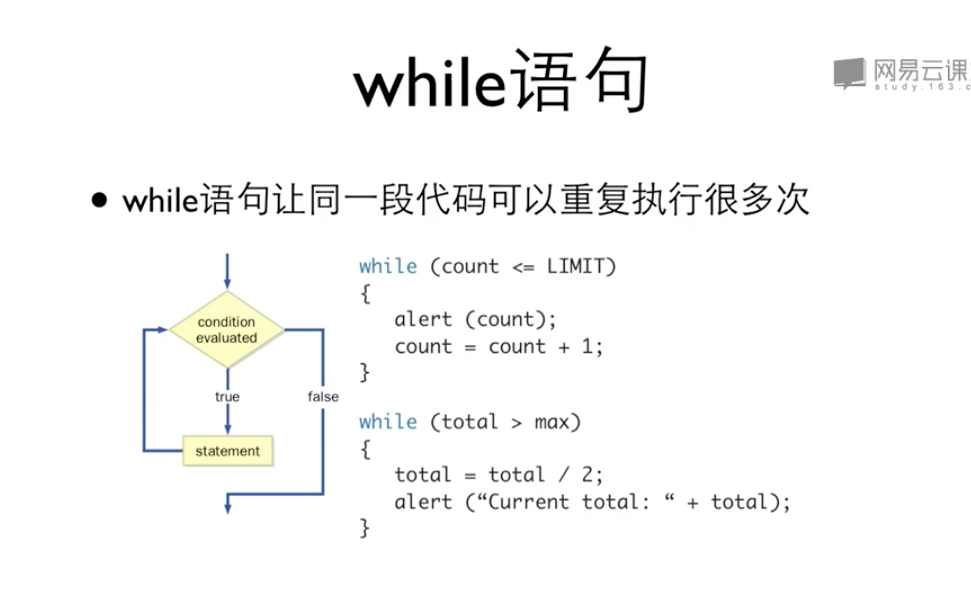 while语句
网易云课
study.163.c
• while语句让同一段代码可以重复执行很多次
condition
evaluated
true
false
statement
while (count <= LIMIT)
{
alert (count);
count = count + 1;
}
while (total > max)
{
total = total / 2;
alert (“Current total: “ + total);
}